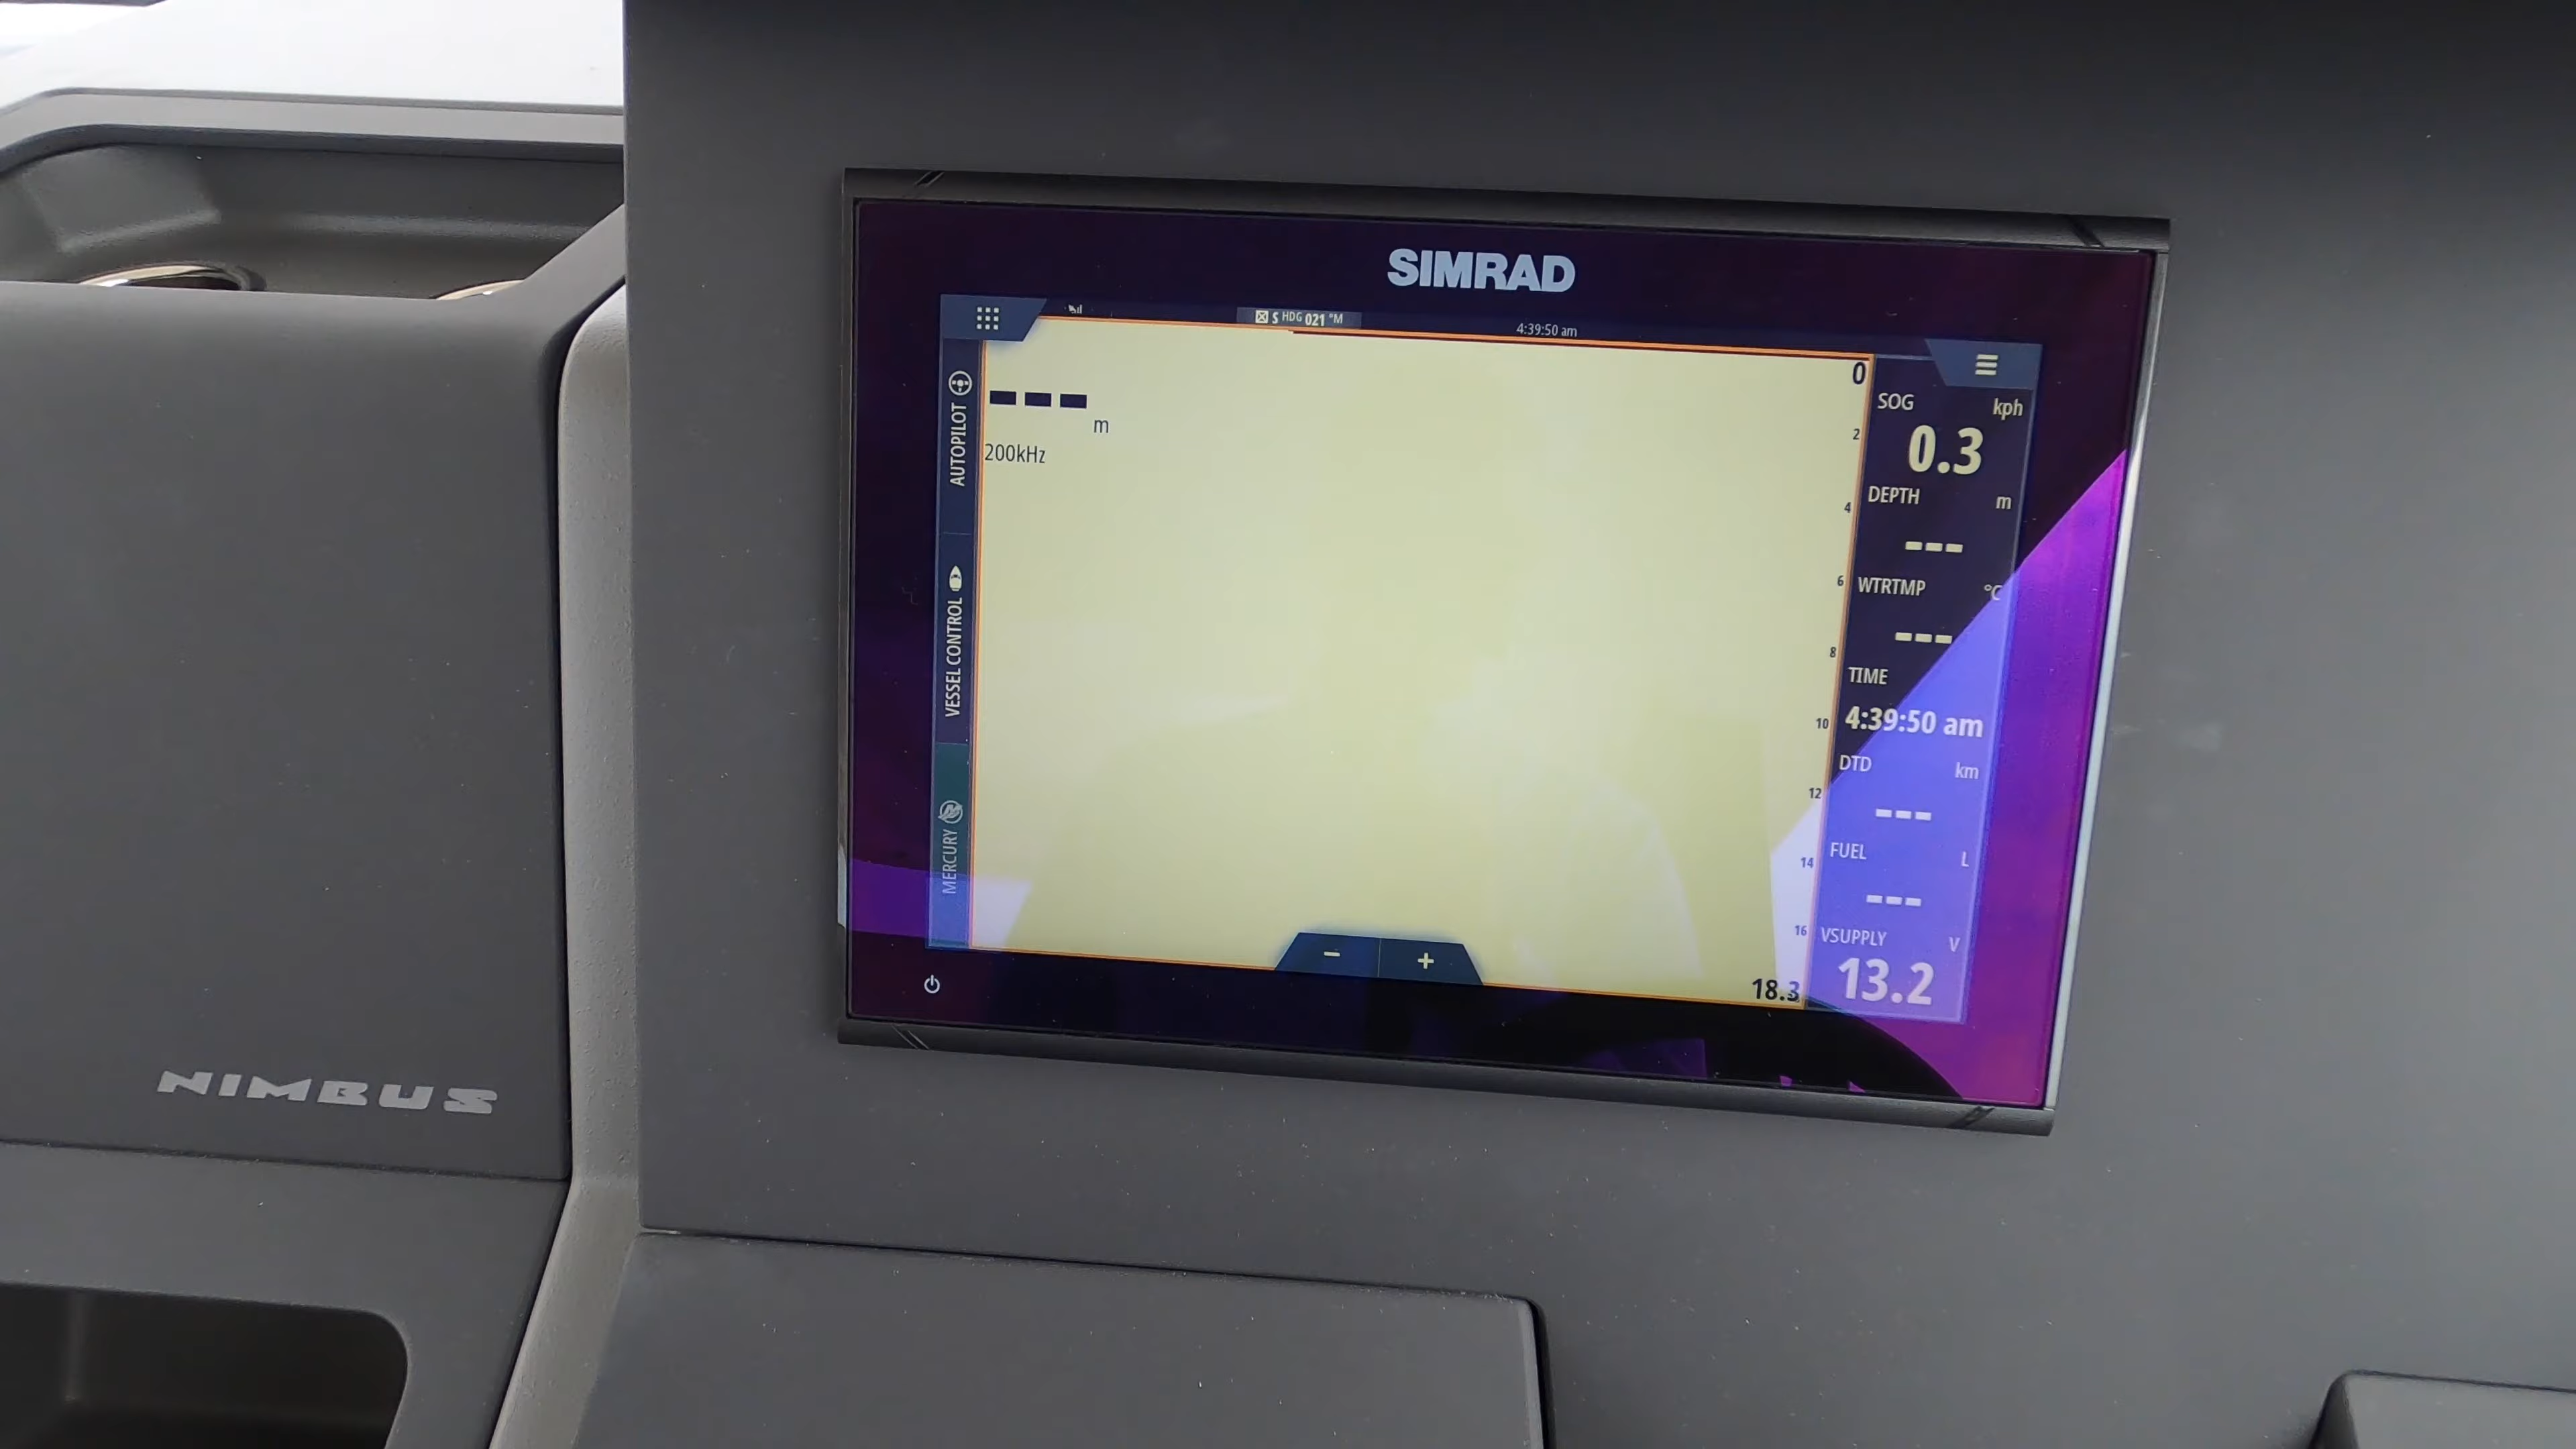 SIMRAD
S HDG 021 °M
4:39:50 am
AUTOPILOT
VESSEL CONTROL
MERCURY
--- m
200kHz
0
2
4
6
8
10
12
14
16
18.3
− +
SOG kph
0.3
DEPTH m
---
WTRTMP °C
---
TIME
4:39:50 am
DTD km
---
FUEL L
---
VSUPPLY V
13.2
NIMBUS